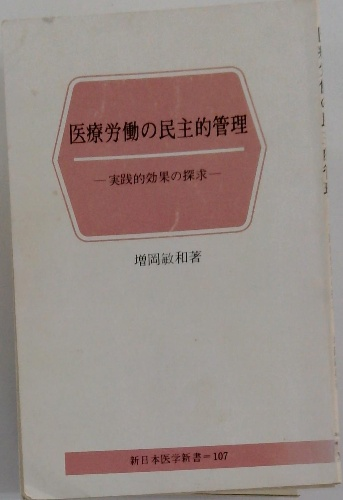 医療労働の民主的管理
—実践的効果の探求—
増岡敏和著
新日本医学新書=107